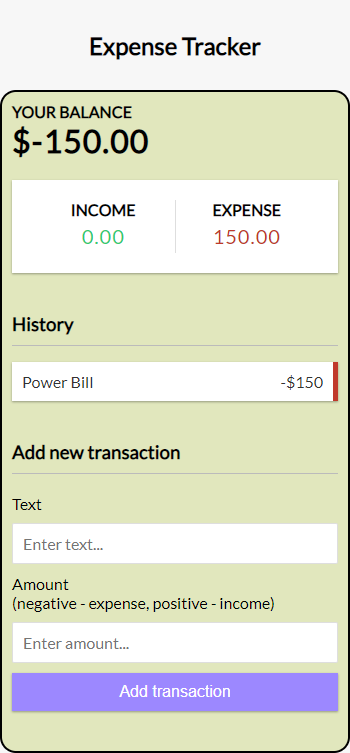 Expense Tracker
YOUR BALANCE
$-150.00
INCOME EXPENSE
0.00 150.00
History
Power Bill -$150
Add new transaction
Text
Enter text...
Amount
(negative - expense, positive - income)
Enter amount...
Add transaction